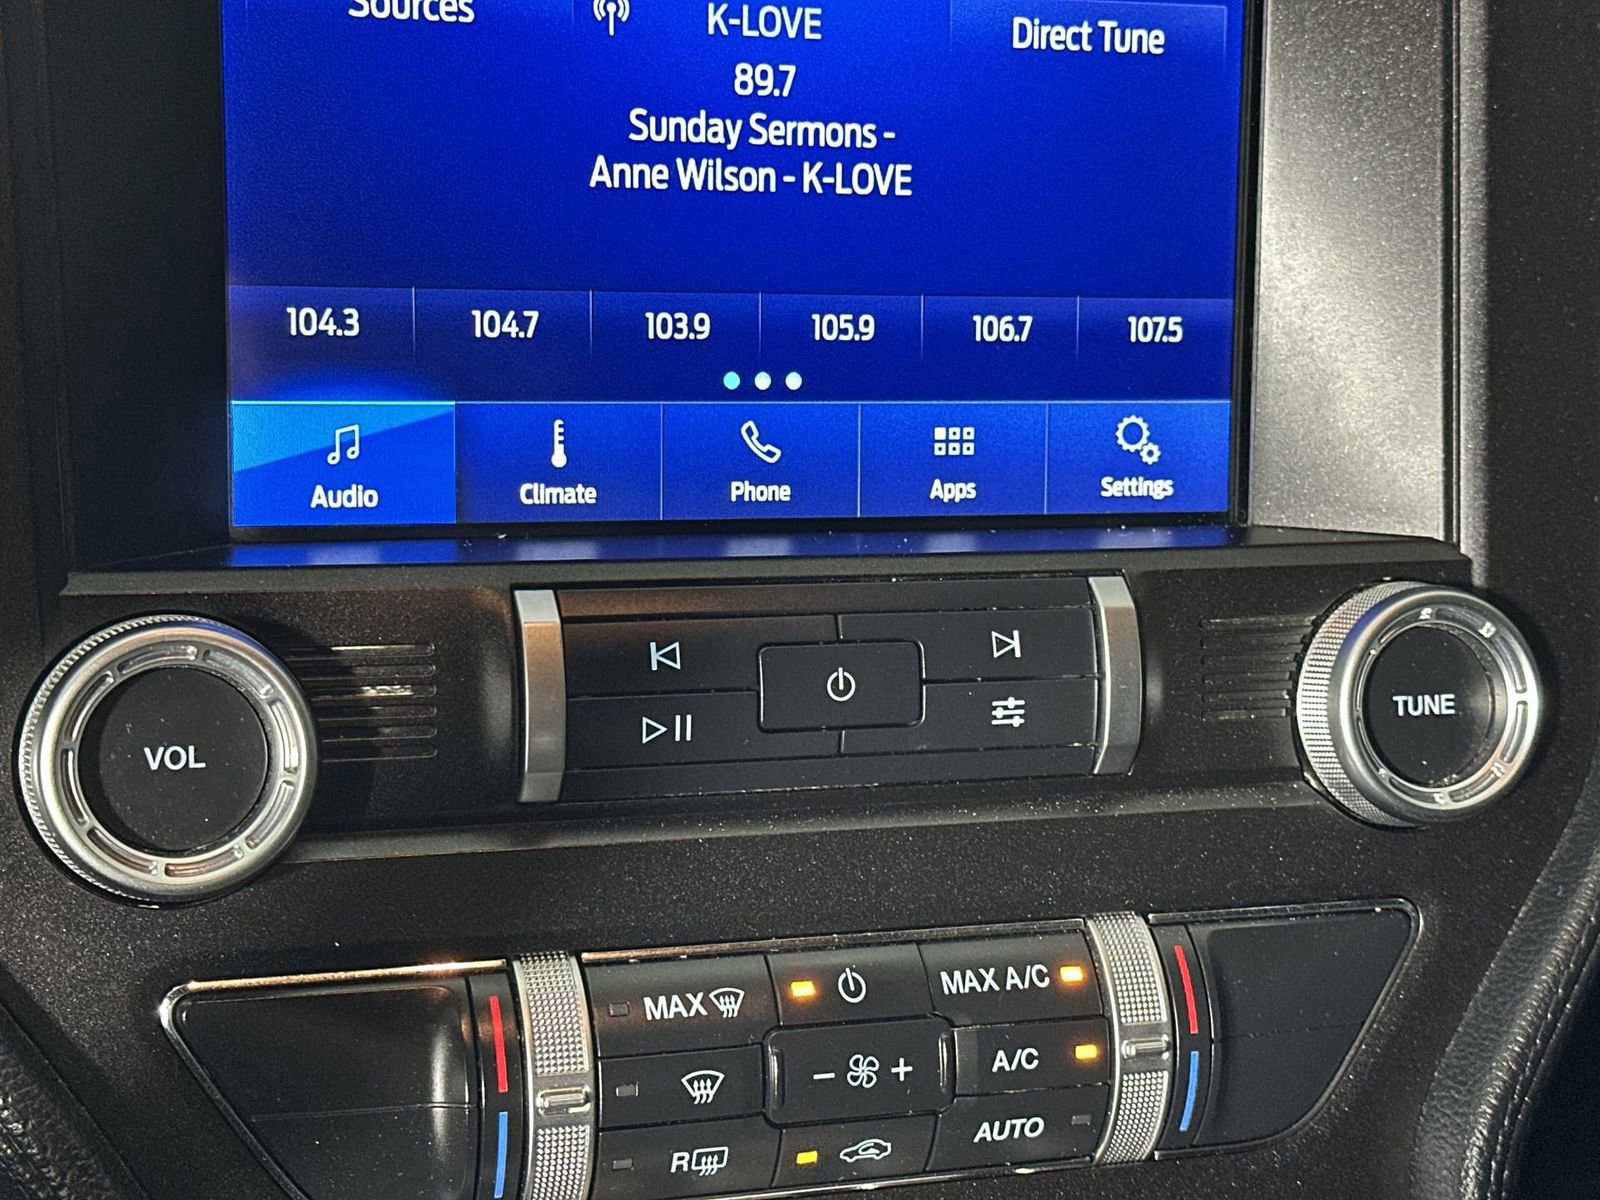 Sources
K-LOVE
Direct Tune
89.7
Sunday Sermons -
Anne Wilson - K-LOVE
104.3 104.7 103.9 105.9 106.7 107.5
Audio Climate Phone Apps Settings
VOL
TUNE
MAX
MAX A/C
- +
A/C
R
AUTO